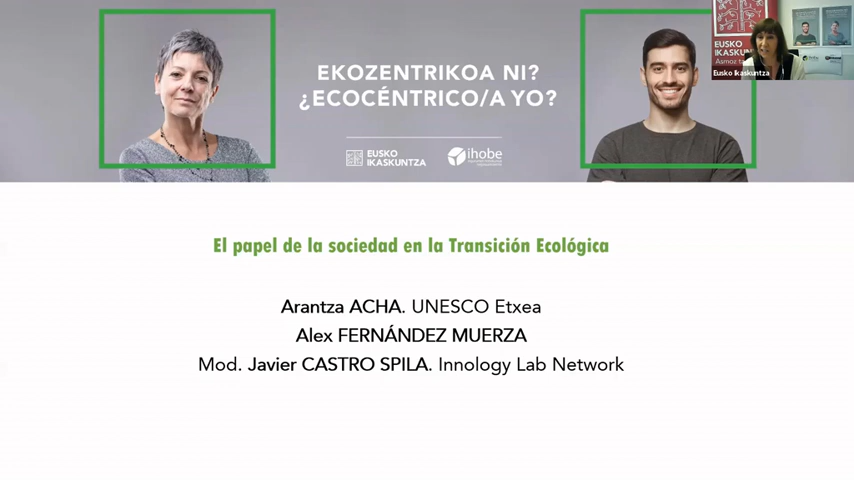 EKOZENTRIKOA NI?
¿ECOCÉNTRICO/A YO?
EUSKO
IKASKUNTZA
ihobe
EUSKO
IKASKUNTZA
Eusko Ikaskuntza
El papel de la sociedad en la Transición Ecológica
Arantza ACHA. UNESCO Etxea
Alex FERNÁNDEZ MUERZA
Mod. Javier CASTRO SPILA. Innology Lab Network